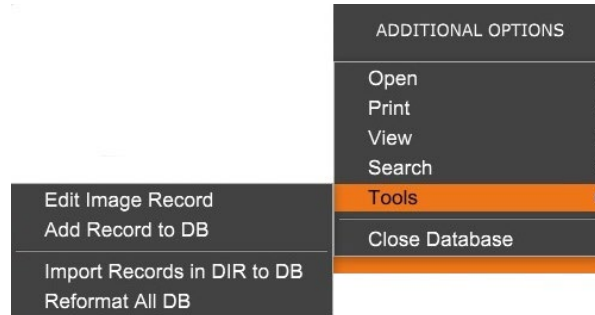 ADDITIONAL OPTIONS
Open
Print
View
Search
Tools
Close Database
Edit Image Record
Add Record to DB
Import Records in DIR to DB
Reformat All DB